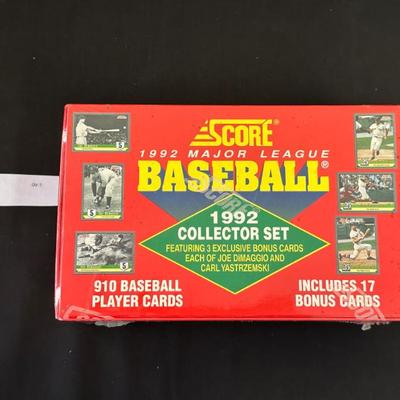 SCORE®
1992 MAJOR LEAGUE
BASEBALL®
1992
COLLECTOR SET
FEATURING 3 EXCLUSIVE BONUS CARDS
EACH OF JOE DiMAGGIO AND
CARL YASTRZEMSKI
910 BASEBALL
PLAYER CARDS
INCLUDES 17
BONUS CARDS